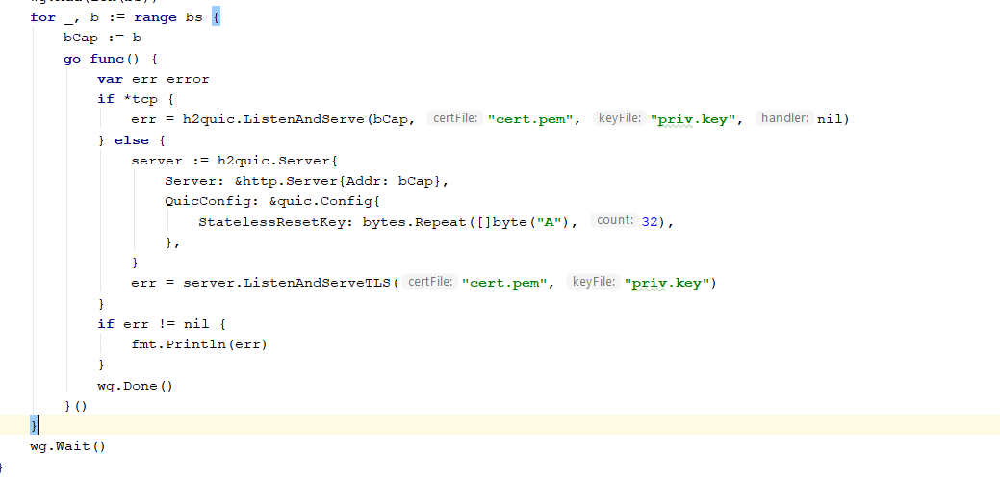 for _, b := range bs {
bCap := b
go func() {
var err error
if *tcp {
err = h2quic.ListenAndServe(bCap, certFile: "cert.pem", keyFile: "priv.key", handler: nil)
} else {
server := h2quic.Server{
Server: &http.Server{Addr: bCap},
QuicConfig: &quic.Config{
StatelessResetKey: bytes.Repeat([]byte("A"), count: 32),
},
}
err = server.ListenAndServeTLS( certFile: "cert.pem", keyFile: "priv.key")
}
if err != nil {
fmt.Println(err)
}
wg.Done()
}()
}
wg.Wait()
}